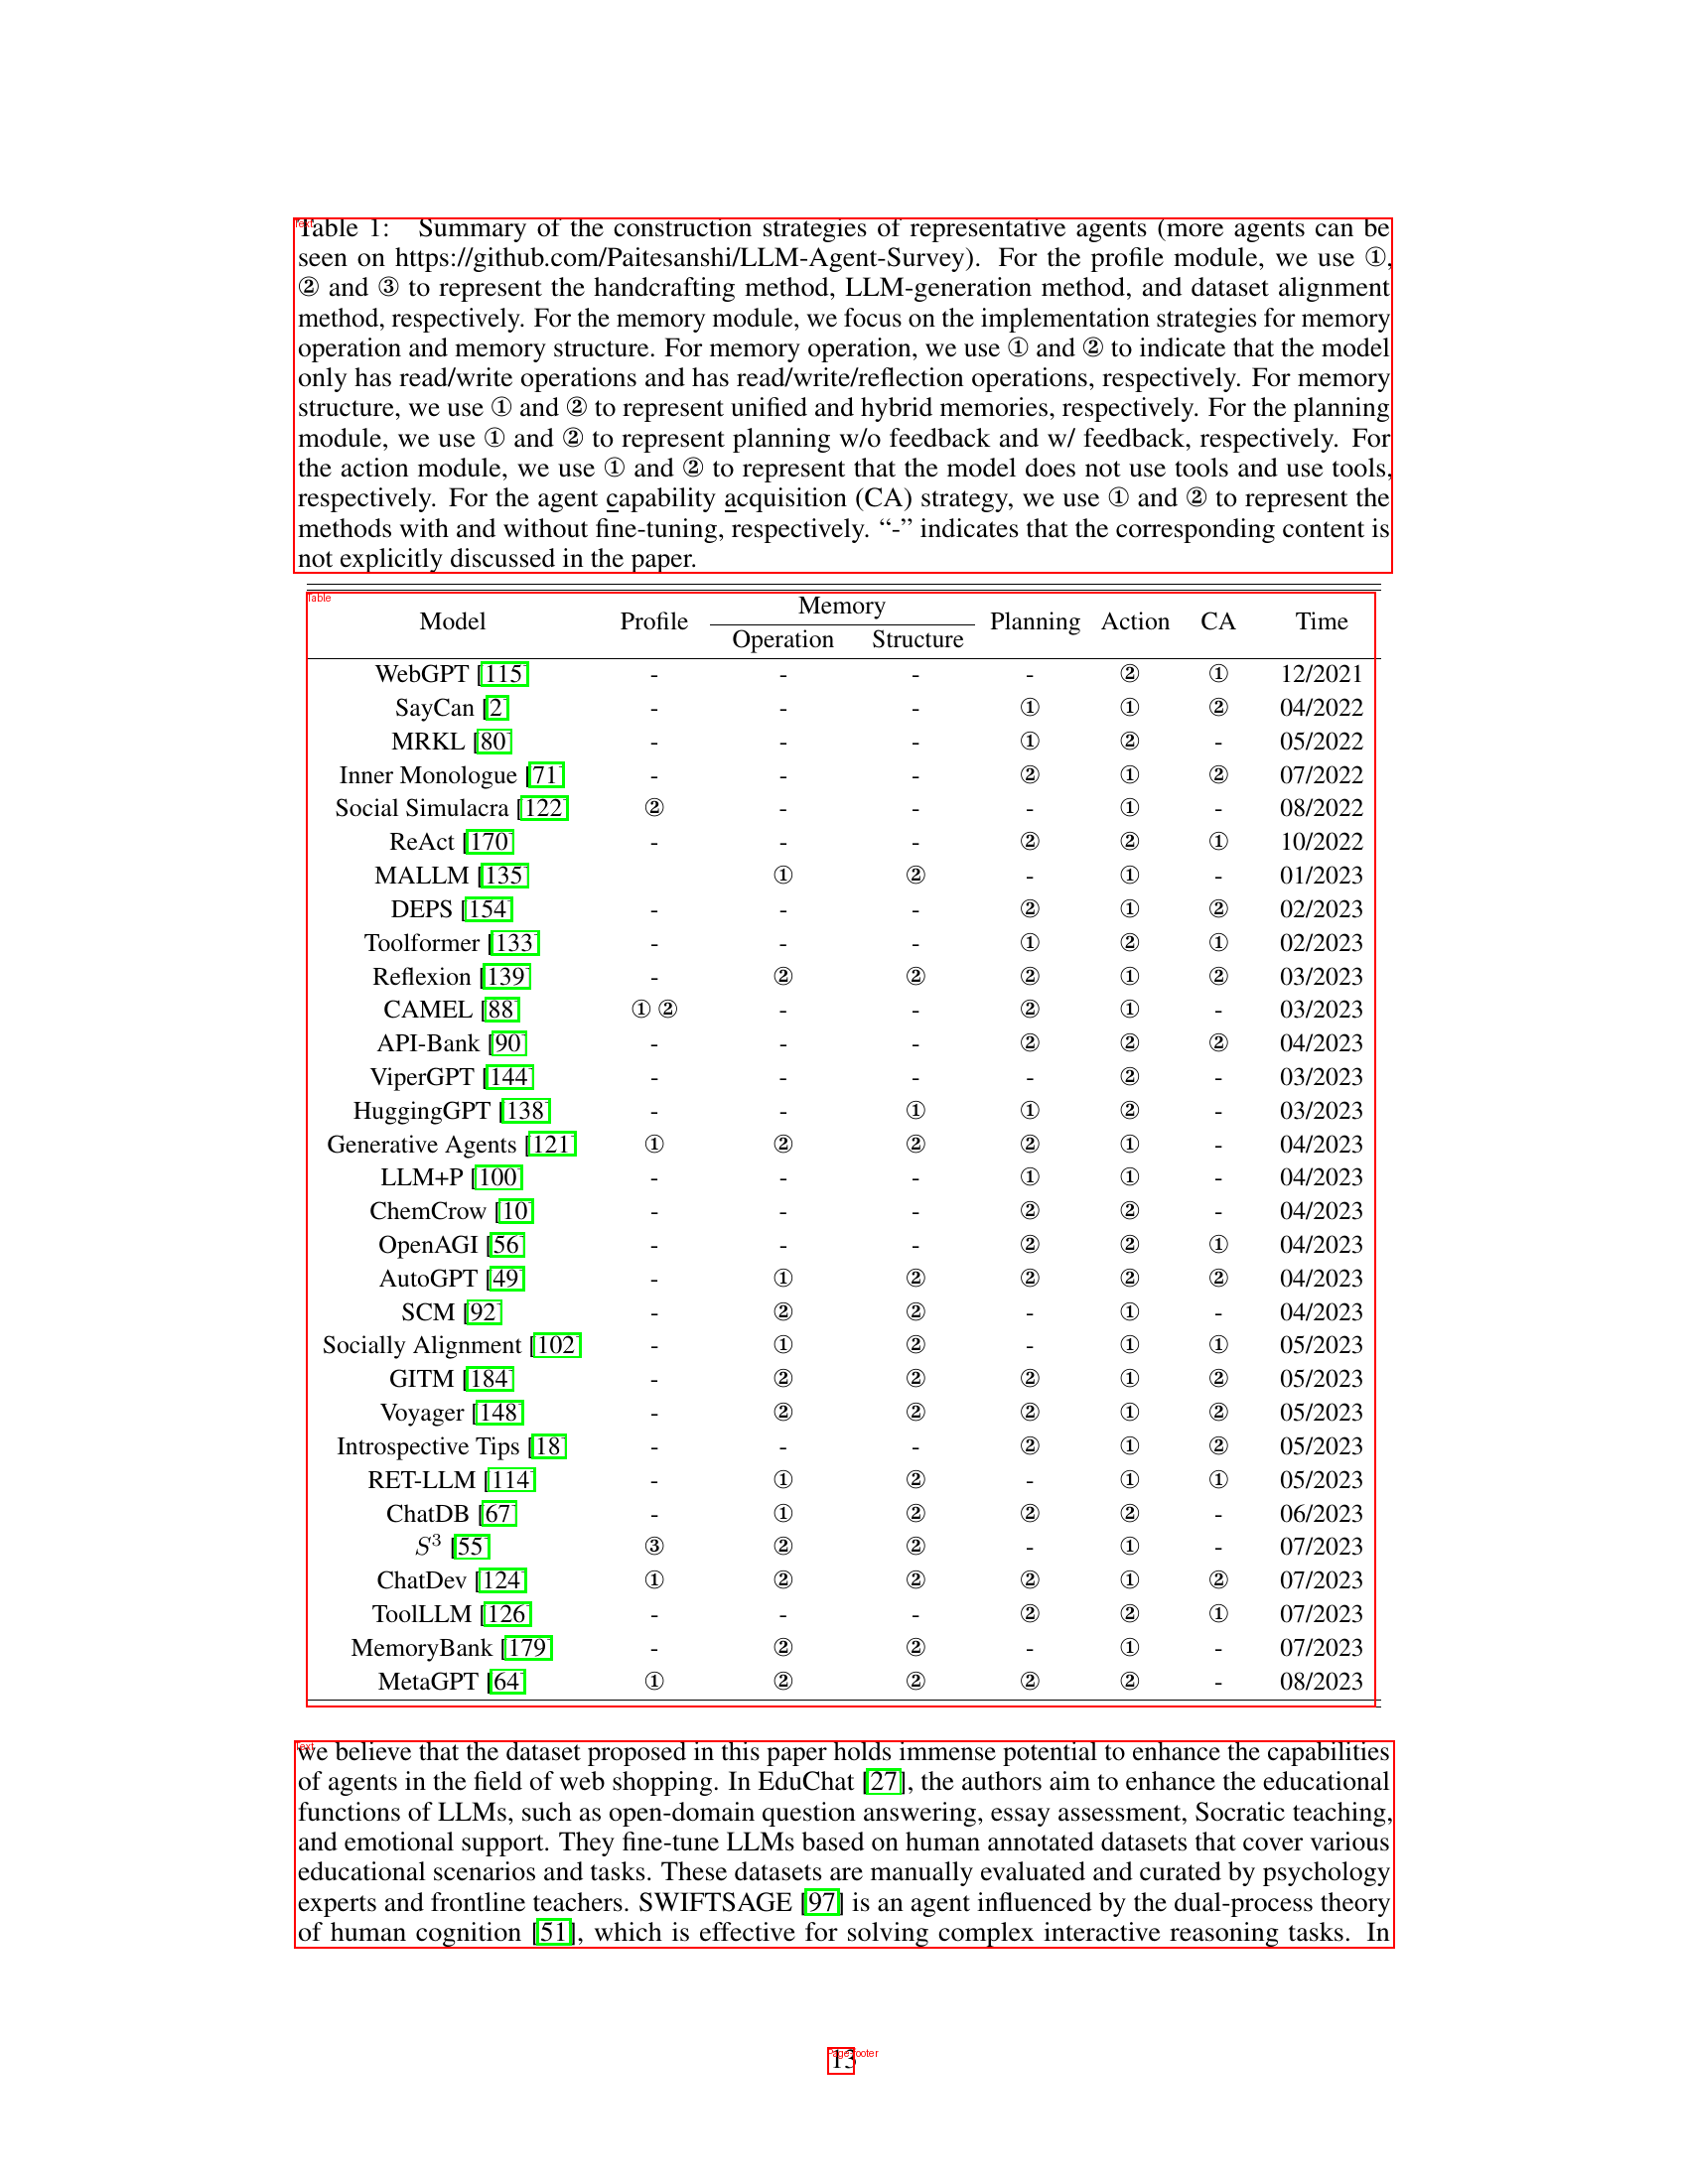 Table 1: Summary of the construction strategies of representative agents (more agents can be
seen on https://github.com/Paitesanshi/LLM-Agent-Survey). For the profile module, we use ①,
② and ③ to represent the handcrafting method, LLM-generation method, and dataset alignment
method, respectively. For the memory module, we focus on the implementation strategies for memory
operation and memory structure. For memory operation, we use ① and ② to indicate that the model
only has read/write operations and has read/write/reflection operations, respectively. For memory
structure, we use ① and ② to represent unified and hybrid memories, respectively. For the planning
module, we use ① and ② to represent planning w/o feedback and w/ feedback, respectively. For
the action module, we use ① and ② to represent that the model does not use tools and use tools,
respectively. For the agent capability acquisition (CA) strategy, we use ① and ② to represent the
methods with and without fine-tuning, respectively. “-” indicates that the corresponding content is
not explicitly discussed in the paper.
Model Profile Memory Planning Action CA Time
Operation Structure
WebGPT [115] - - - - ② ① 12/2021
SayCan [2] - - - ① ① ② 04/2022
MRKL [80] - - - ① ② - 05/2022
Inner Monologue [71] - - - ② ① ② 07/2022
Social Simulacra [122] ② - - - ① - 08/2022
ReAct [170] - - - ② ② ① 10/2022
MALLM [135] ① ② - ① - 01/2023
DEPS [154] - - - ② ① ② 02/2023
Toolformer [133] - - - ① ② ① 02/2023
Reflexion [139] - ② ② ② ① ② 03/2023
CAMEL [88] ① ② - - ② ① - 03/2023
API-Bank [90] - - - ② ② ② 04/2023
ViperGPT [144] - - - - ② - 03/2023
HuggingGPT [138] - - ① ① ② - 03/2023
Generative Agents [121] ① ② ② ② ① - 04/2023
LLM+P [100] - - - ① ① - 04/2023
ChemCrow [10] - - - ② ② - 04/2023
OpenAGI [56] - - - ② ② ① 04/2023
AutoGPT [49] - ① ② ② ② ② 04/2023
SCM [92] - ② ② - ① - 04/2023
Socially Alignment [102] - ① ② - ① ① 05/2023
GITM [184] - ② ② ② ① ② 05/2023
Voyager [148] - ② ② ② ① ② 05/2023
Introspective Tips [18] - - - ② ① ② 05/2023
RET-LLM [114] - ① ② - ① ① 05/2023
ChatDB [67] - ① ② ② ② - 06/2023
S³ [55] ③ ② ② - ① - 07/2023
ChatDev [124] ① ② ② ② ① ② 07/2023
ToolLLM [126] - - - ② ② ① 07/2023
MemoryBank [179] - ② ② - ① - 07/2023
MetaGPT [64] ① ② ② ② ② - 08/2023
we believe that the dataset proposed in this paper holds immense potential to enhance the capabilities
of agents in the field of web shopping. In EduChat [27], the authors aim to enhance the educational
functions of LLMs, such as open-domain question answering, essay assessment, Socratic teaching,
and emotional support. They fine-tune LLMs based on human annotated datasets that cover various
educational scenarios and tasks. These datasets are manually evaluated and curated by psychology
experts and frontline teachers. SWIFTSAGE [97] is an agent influenced by the dual-process theory
of human cognition [51], which is effective for solving complex interactive reasoning tasks. In
13
Text
Table
Text
Page-footer